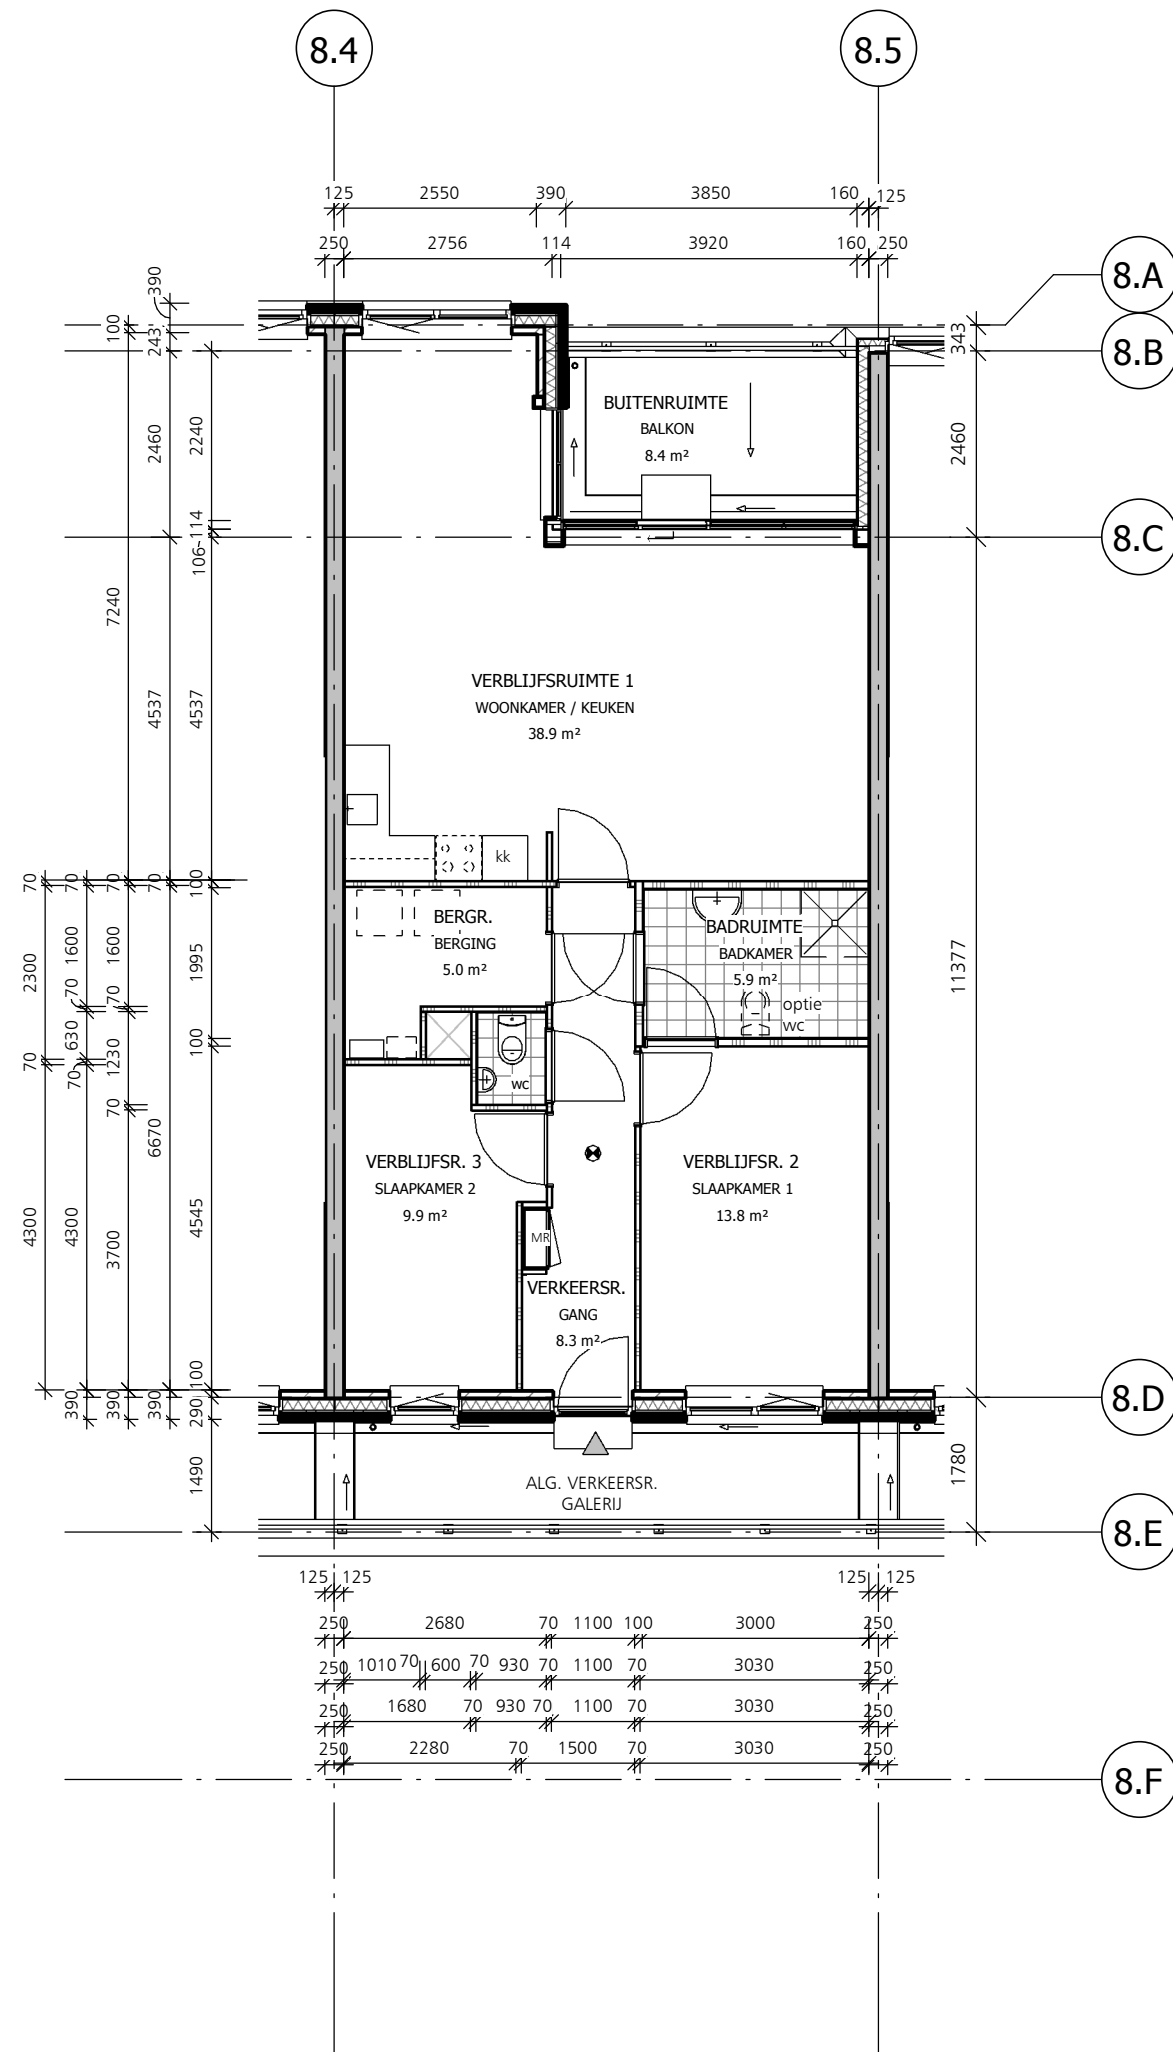 8.4 8.5
125 2550 390 3850 160 125
250 2756 114 3920 160 250
8.A
8.B
8.C
8.D
8.E
8.F
390
100
243
343
2460
2240
2460
106 114
7240
4537
4537
BUITENRUIMTE
BALKON
8.4 m²
VERBLIJFSRUIMTE 1
WOONKAMER / KEUKEN
38.9 m²
kk
70 70 70 70 100
BERGR.
BERGING
5.0 m²
BADRUIMTE
BADKAMER
5.9 m²
optie
wc
wc
2300 1600 1600 1995
11377
70 70
630 1230 100
70 70
70
6670
VERBLIJFSR. 3
SLAAPKAMER 2
9.9 m²
VERBLIJFSR. 2
SLAAPKAMER 1
13.8 m²
4300 4300 3700 4545
MR
VERKEERSR.
GANG
8.3 m²
100
390 390 390 290
1490
1780
ALG. VERKEERSR.
GALERIJ
125 125 125 125
250 2680 70 1100 100 3000 250
250 1010 70 600 70 930 70 1100 70 3030 250
250 1680 70 930 70 1100 70 3030 250
250 2280 70 1500 70 3030 250